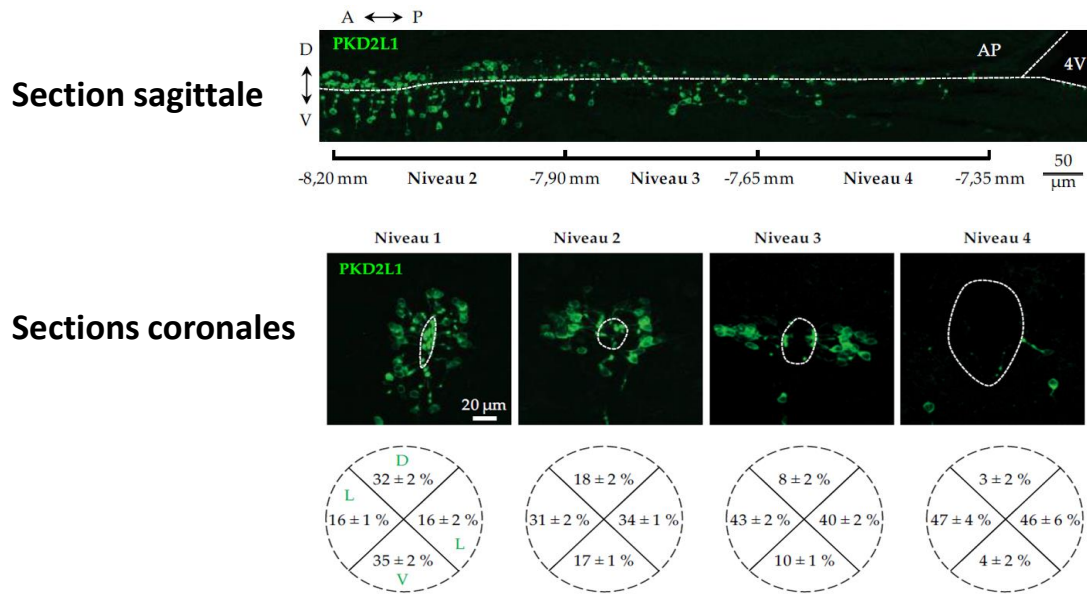 A P
PKD2L1
D
V
AP
4V
Section sagittale
-8,20 mm Niveau 2 -7,90 mm Niveau 3 -7,65 mm Niveau 4 -7,35 mm
50
µm
Niveau 1 Niveau 2 Niveau 3 Niveau 4
PKD2L1
Sections coronales
20 µm
D
32 ± 2 % 18 ± 2 % 8 ± 2 % 3 ± 2 %
L
16 ± 1 % 16 ± 2 % 31 ± 2 % 34 ± 1 % 43 ± 2 % 40 ± 2 % 47 ± 4 % 46 ± 6 %
L
35 ± 2 % 17 ± 1 % 10 ± 1 % 4 ± 2 %
V